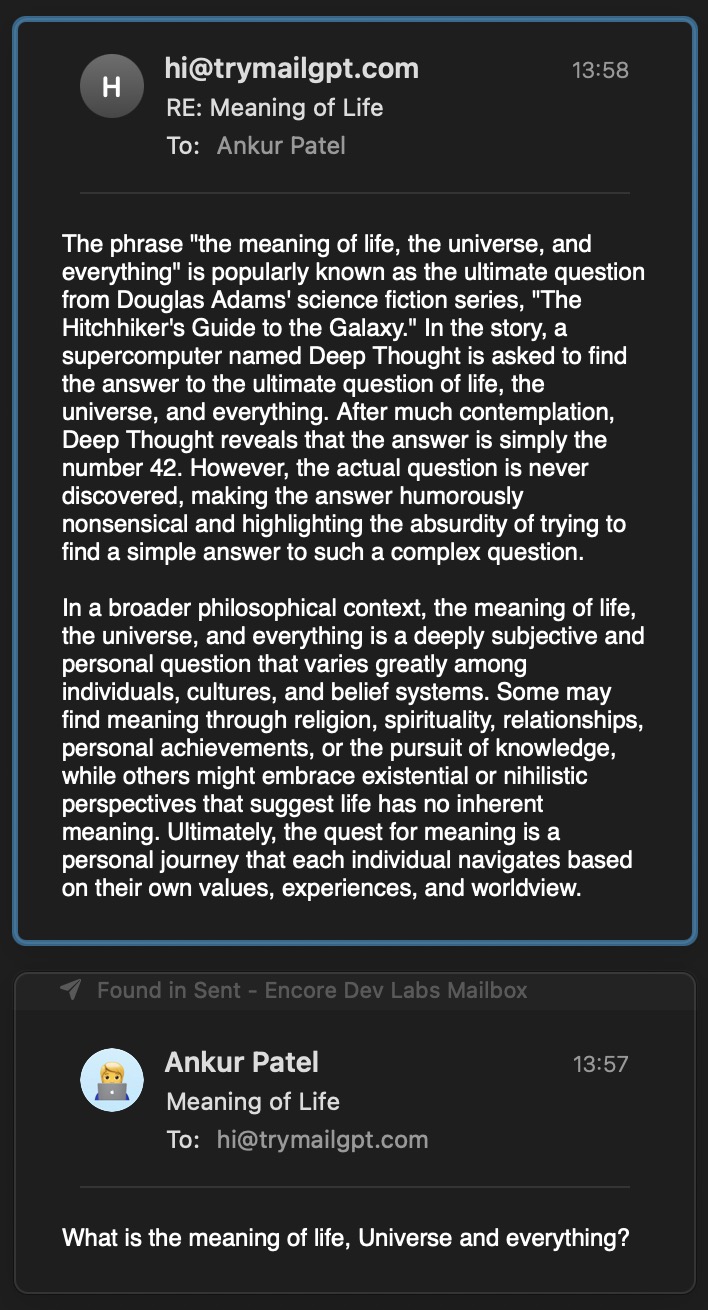 H
hi@trymailgpt.com
13:58
RE: Meaning of Life
To: Ankur Patel
The phrase "the meaning of life, the universe, and
everything" is popularly known as the ultimate question
from Douglas Adams' science fiction series, "The
Hitchhiker's Guide to the Galaxy." In the story, a
supercomputer named Deep Thought is asked to find
the answer to the ultimate question of life, the
universe, and everything. After much contemplation,
Deep Thought reveals that the answer is simply the
number 42. However, the actual question is never
discovered, making the answer humorously
nonsensical and highlighting the absurdity of trying to
find a simple answer to such a complex question.
In a broader philosophical context, the meaning of life,
the universe, and everything is a deeply subjective and
personal question that varies greatly among
individuals, cultures, and belief systems. Some may
find meaning through religion, spirituality, relationships,
personal achievements, or the pursuit of knowledge,
while others might embrace existential or nihilistic
perspectives that suggest life has no inherent
meaning. Ultimately, the quest for meaning is a
personal journey that each individual navigates based
on their own values, experiences, and worldview.
Found in Sent - Encore Dev Labs Mailbox
Ankur Patel
13:57
Meaning of Life
To: hi@trymailgpt.com
What is the meaning of life, Universe and everything?